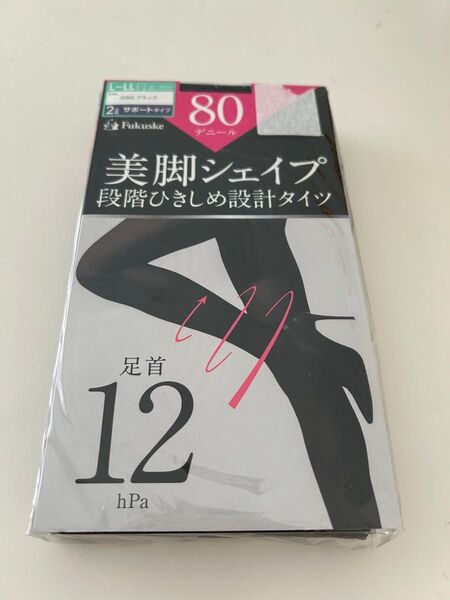 L-LL
ブラック
2足組 サポートタイプ
Fukuske
80
デニール
美脚シェイプ
段階ひきしめ設計タイツ
足首
12
hPa